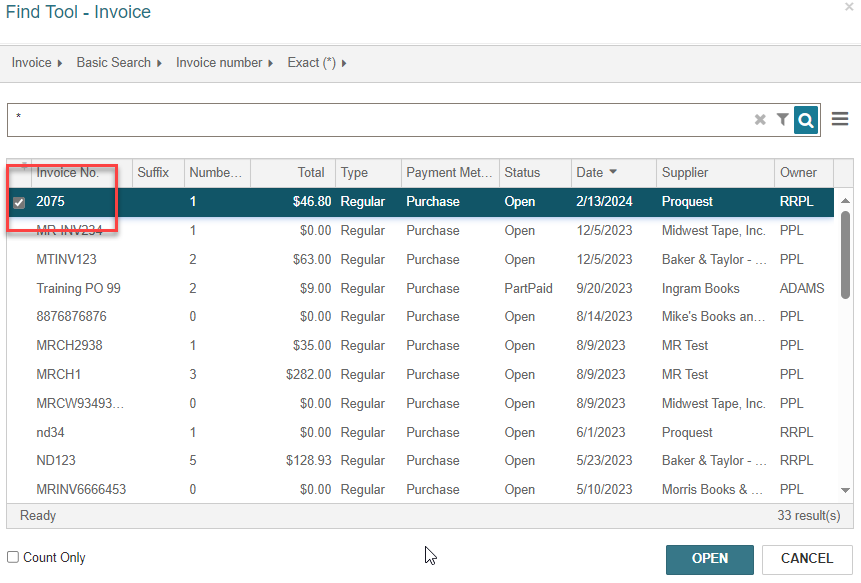 Find Tool - Invoice
Invoice Basic Search Invoice number Exact (*)
*
Invoice No. Suffix Numbe... Total Type Payment Met... Status Date Supplier Owner
2075 1 $46.80 Regular Purchase Open 2/13/2024 Proquest RRPL
MR-INV234 1 $0.00 Regular Purchase Open 12/5/2023 Midwest Tape, Inc. PPL
MTINV123 2 $63.00 Regular Purchase Open 12/5/2023 Baker & Taylor - ... PPL
Training PO 99 2 $9.00 Regular Purchase PartPaid 9/20/2023 Ingram Books ADAMS
8876876876 0 $0.00 Regular Purchase Open 8/14/2023 Mike's Books an... PPL
MRCH2938 1 $35.00 Regular Purchase Open 8/9/2023 MR Test PPL
MRCH1 3 $282.00 Regular Purchase Open 8/9/2023 MR Test PPL
MRCW93493... 0 $0.00 Regular Purchase Open 8/9/2023 Midwest Tape, Inc. PPL
nd34 1 $0.00 Regular Purchase Open 6/1/2023 Proquest RRPL
ND123 5 $128.93 Regular Purchase Open 5/23/2023 Baker & Taylor - ... RRPL
MRINV6666453 0 $0.00 Regular Purchase Open 5/10/2023 Morris Books & ... PPL
Ready 33 result(s)
Count Only OPEN CANCEL